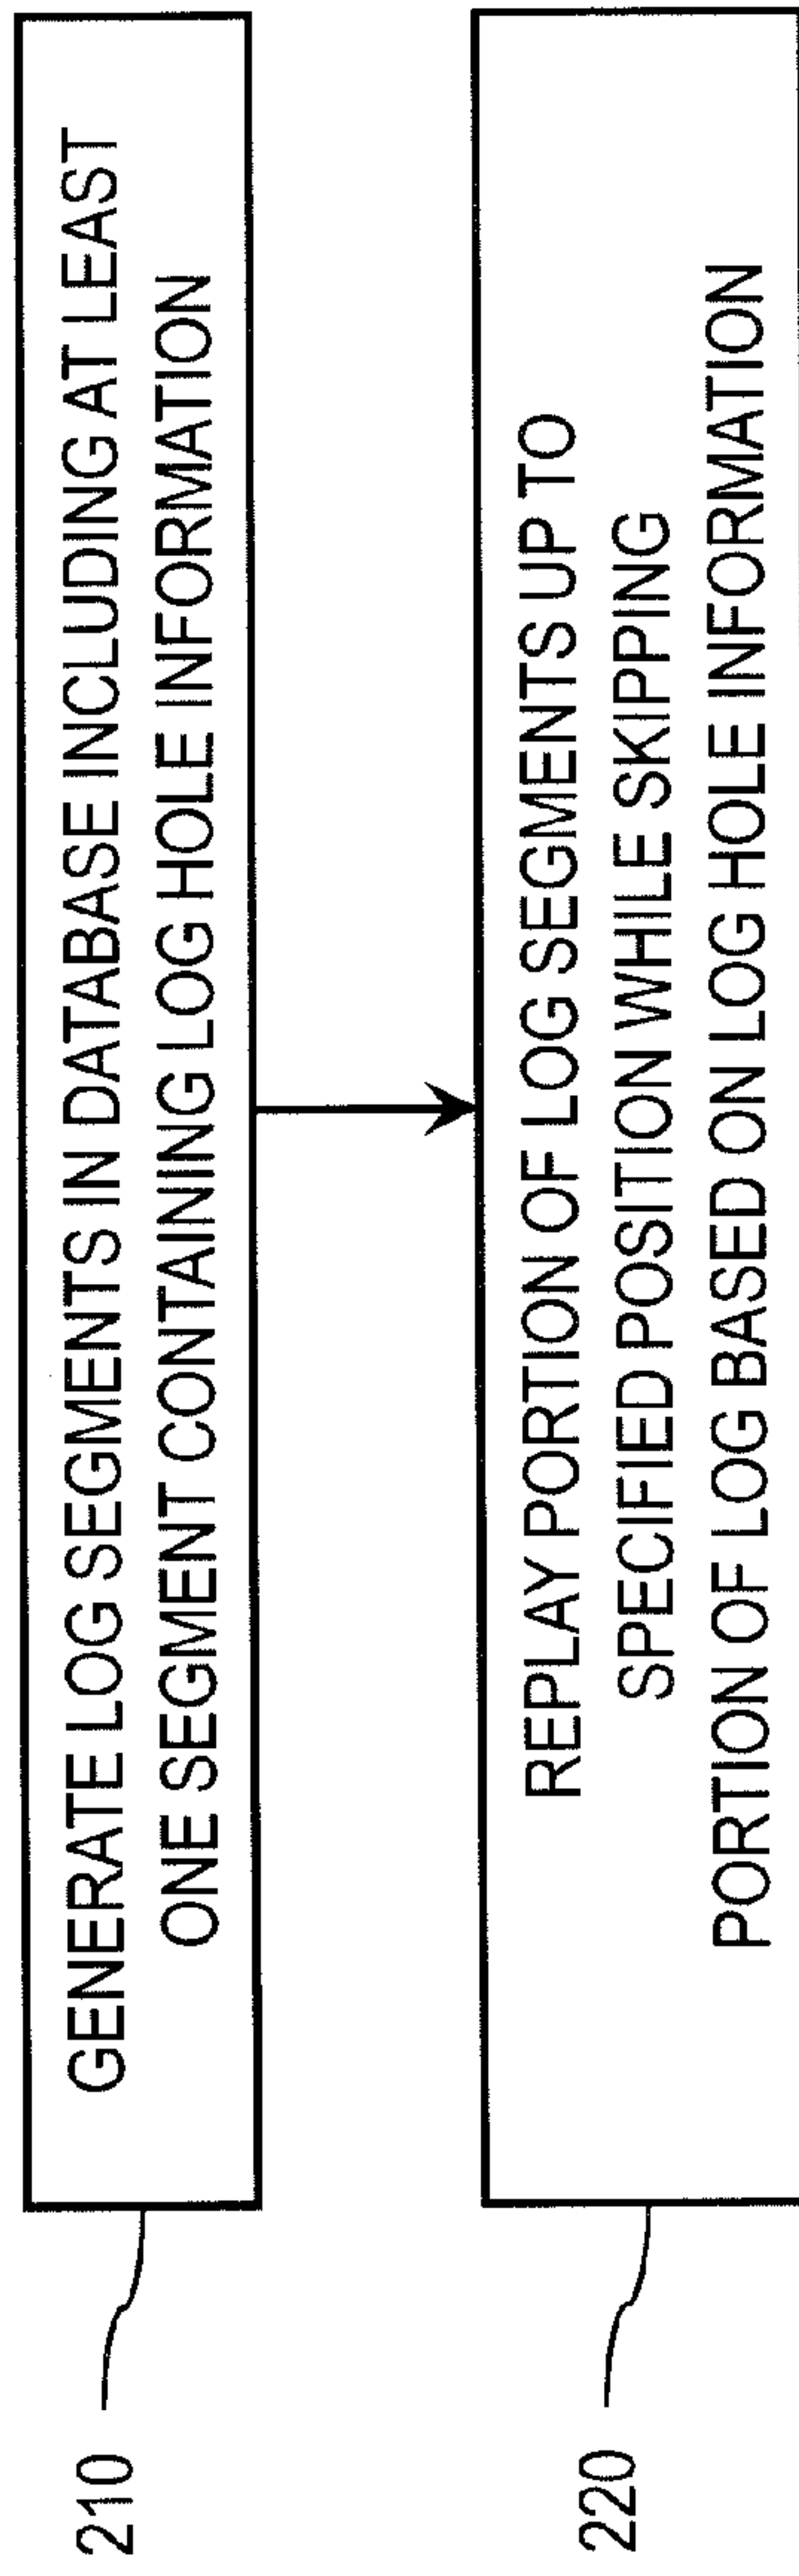 210
GENERATE LOG SEGMENTS IN DATABASE INCLUDING AT LEAST
ONE SEGMENT CONTAINING LOG HOLE INFORMATION
220
REPLAY PORTION OF LOG SEGMENTS UP TO
SPECIFIED POSITION WHILE SKIPPING
PORTION OF LOG BASED ON LOG HOLE INFORMATION